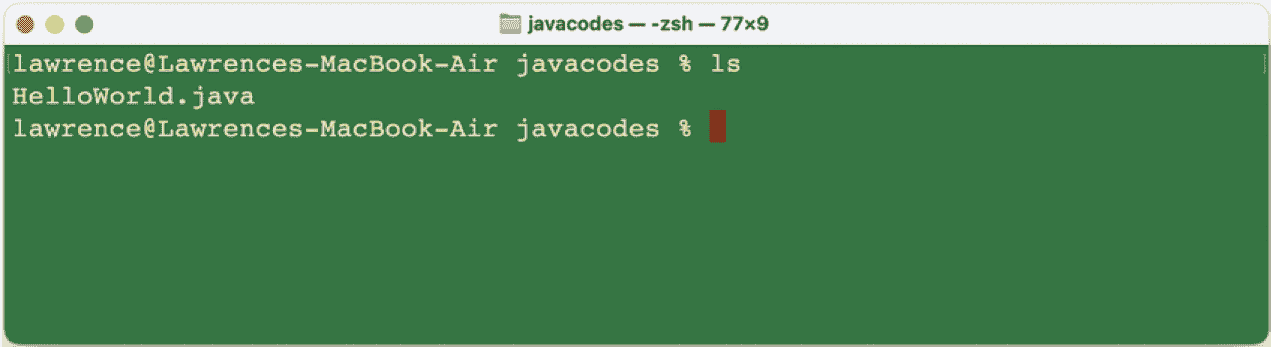 javacodes — -zsh — 77×9
lawrence@Lawrences-MacBook-Air javacodes % ls
HelloWorld.java
lawrence@Lawrences-MacBook-Air javacodes %